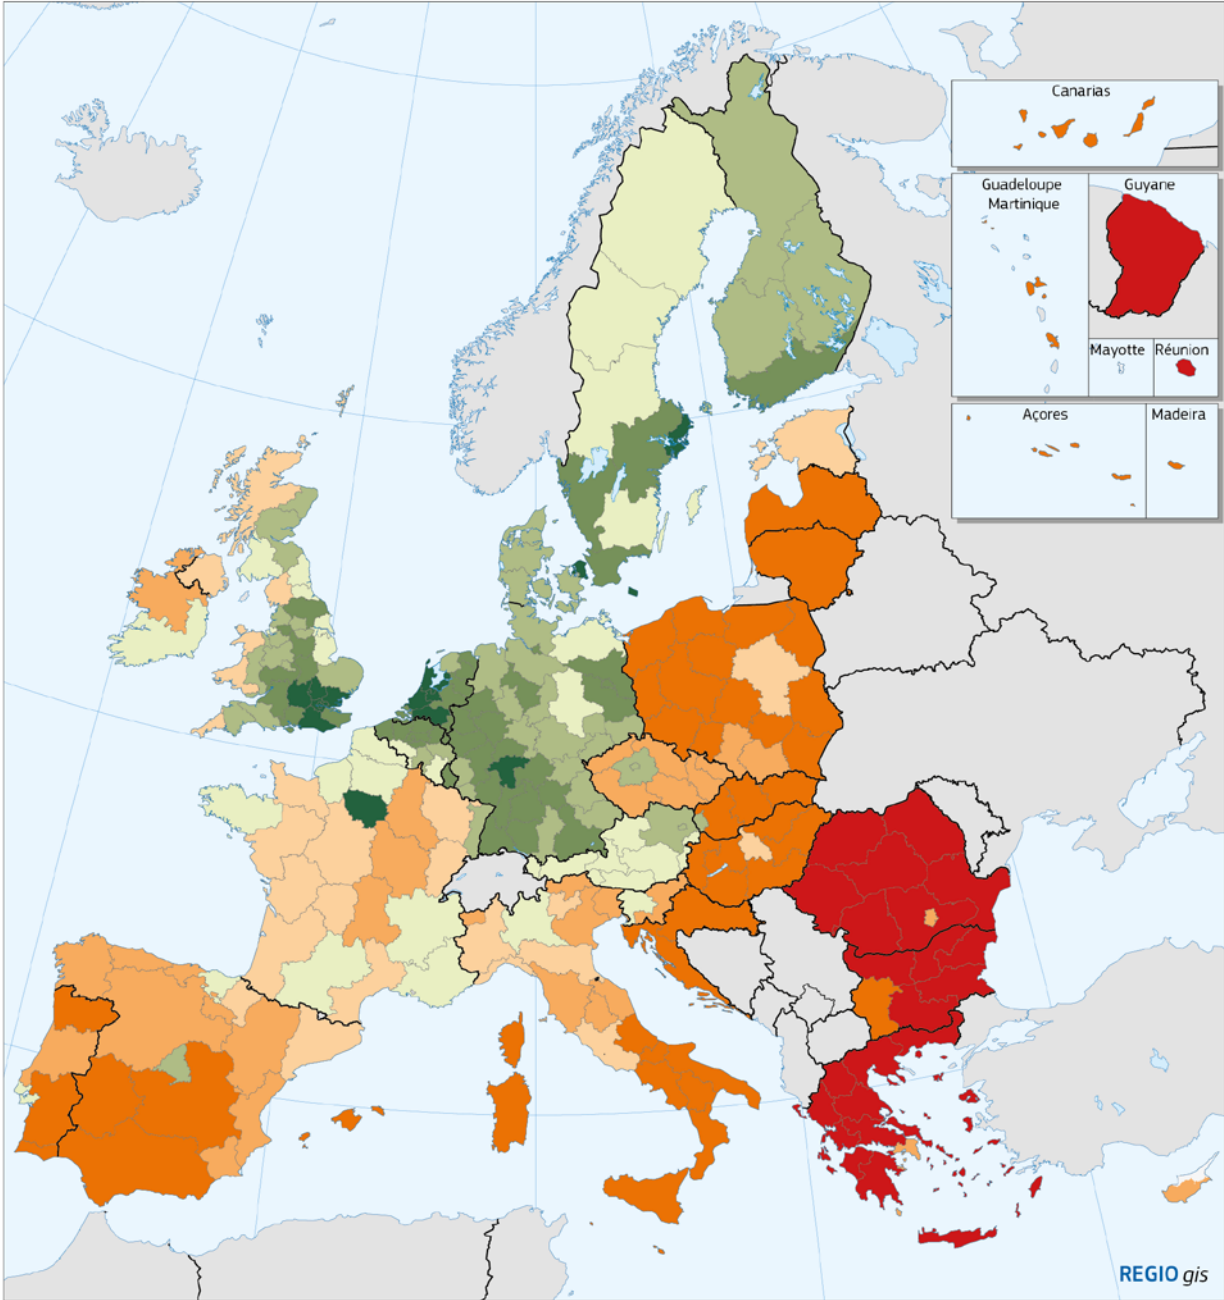 Canarias
Guadeloupe
Martinique
Guyane
Mayotte
Réunion
Açores
Madeira
REGIO gis